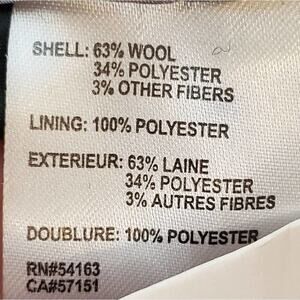 SHELL: 63% WOOL
34% POLYESTER
3% OTHER FIBERS
LINING: 100% POLYESTER
EXTERIEUR: 63% LAINE
34% POLYESTER
3% AUTRES FIBRES
DOUBLURE: 100% POLYESTER
RN#54163
CA#57151